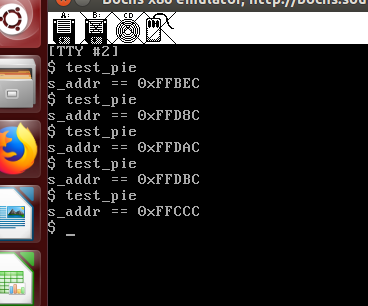 Bochs x86 emulator, http://bochs.sou
A: B: CD
[TTY #2]
$ test_pie
s_addr == 0xFFBEC
$ test_pie
s_addr == 0xFFD8C
$ test_pie
s_addr == 0xFFDAC
$ test_pie
s_addr == 0xFFDBC
$ test_pie
s_addr == 0xFFCCC
$ _